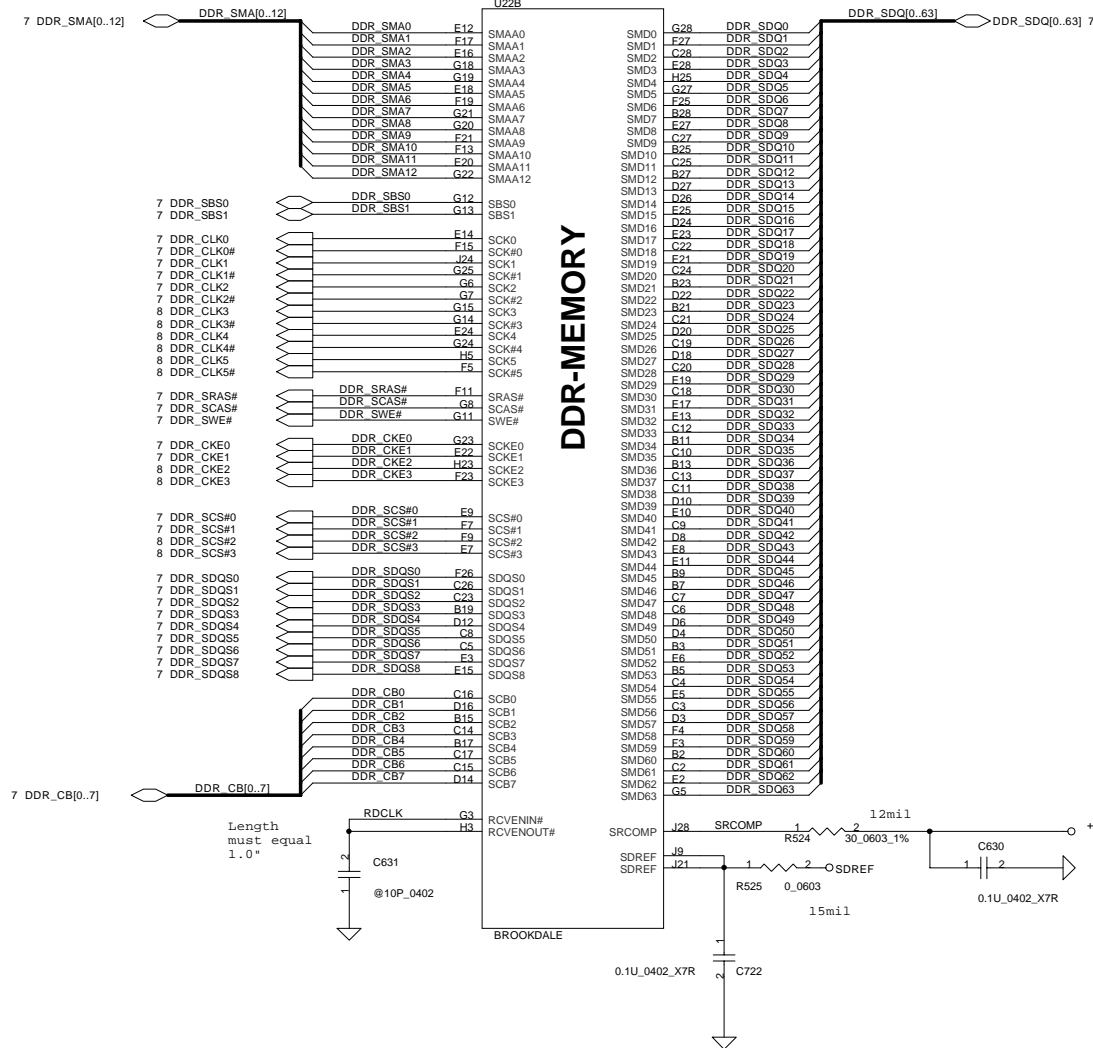 U22B
7 DDR_SMA[0..12]
DDR_SMA[0..12]
DDR_SMA0 E12 SMAA0
DDR_SMA1 F17 SMAA1
DDR_SMA2 E16 SMAA2
DDR_SMA3 G18 SMAA3
DDR_SMA4 G19 SMAA4
DDR_SMA5 E18 SMAA5
DDR_SMA6 F19 SMAA6
DDR_SMA7 G21 SMAA7
DDR_SMA8 G20 SMAA8
DDR_SMA9 F21 SMAA9
DDR_SMA10 F13 SMAA10
DDR_SMA11 E20 SMAA11
DDR_SMA12 G22 SMAA12
7 DDR_SBS0 DDR_SBS0 G12 SBS0
7 DDR_SBS1 DDR_SBS1 G13 SBS1
7 DDR_CLK0 E14 SCK0
7 DDR_CLK0# F15 SCK#0
7 DDR_CLK1 J24 SCK1
7 DDR_CLK1# G25 SCK#1
7 DDR_CLK2 G6 SCK2
7 DDR_CLK2# G7 SCK#2
8 DDR_CLK3 G15 SCK3
8 DDR_CLK3# G14 SCK#3
8 DDR_CLK4 E24 SCK4
8 DDR_CLK4# G24 SCK#4
8 DDR_CLK5 H5 SCK5
8 DDR_CLK5# F5 SCK#5
7 DDR_SRAS# DDR_SRAS# F11 SRAS#
7 DDR_SCAS# DDR_SCAS# G8 SCAS#
7 DDR_SWE# DDR_SWE# G11 SWE#
7 DDR_CKE0 DDR_CKE0 G23 SCKE0
7 DDR_CKE1 DDR_CKE1 E22 SCKE1
8 DDR_CKE2 DDR_CKE2 H23 SCKE2
8 DDR_CKE3 DDR_CKE3 F23 SCKE3
7 DDR_SCS#0 DDR_SCS#0 E9 SCS#0
7 DDR_SCS#1 DDR_SCS#1 F7 SCS#1
8 DDR_SCS#2 DDR_SCS#2 F9 SCS#2
8 DDR_SCS#3 DDR_SCS#3 E7 SCS#3
7 DDR_SDQS0 DDR_SDQS0 F26 SDQS0
7 DDR_SDQS1 DDR_SDQS1 C26 SDQS1
7 DDR_SDQS2 DDR_SDQS2 C23 SDQS2
7 DDR_SDQS3 DDR_SDQS3 B19 SDQS3
7 DDR_SDQS4 DDR_SDQS4 D12 SDQS4
7 DDR_SDQS5 DDR_SDQS5 C8 SDQS5
7 DDR_SDQS6 DDR_SDQS6 C5 SDQS6
7 DDR_SDQS7 DDR_SDQS7 E3 SDQS7
7 DDR_SDQS8 DDR_SDQS8 E15 SDQS8
DDR_CB0 C16 SCB0
DDR_CB1 D16 SCB1
DDR_CB2 B15 SCB2
DDR_CB3 C14 SCB3
DDR_CB4 B17 SCB4
DDR_CB5 C17 SCB5
DDR_CB6 C15 SCB6
DDR_CB7 D14 SCB7
7 DDR_CB[0..7]
DDR_CB[0..7]
RDCLK G3 RCVENIN#
H3 RCVENOUT#
Length
must equal
1.0"
2
C631
1
@10P_0402
DDR-MEMORY
BROOKDALE
DDR_SDQ[0..63]
DDR_SDQ[0..63] 7
SMD0 G28 DDR_SDQ0
SMD1 F27 DDR_SDQ1
SMD2 C28 DDR_SDQ2
SMD3 E28 DDR_SDQ3
SMD4 H25 DDR_SDQ4
SMD5 G27 DDR_SDQ5
SMD6 F25 DDR_SDQ6
SMD7 B28 DDR_SDQ7
SMD8 E27 DDR_SDQ8
SMD9 C27 DDR_SDQ9
SMD10 B25 DDR_SDQ10
SMD11 C25 DDR_SDQ11
SMD12 B27 DDR_SDQ12
SMD13 D27 DDR_SDQ13
SMD14 D26 DDR_SDQ14
SMD15 E25 DDR_SDQ15
SMD16 D24 DDR_SDQ16
SMD17 E23 DDR_SDQ17
SMD18 C22 DDR_SDQ18
SMD19 E21 DDR_SDQ19
SMD20 C24 DDR_SDQ20
SMD21 B23 DDR_SDQ21
SMD22 D22 DDR_SDQ22
SMD23 B21 DDR_SDQ23
SMD24 C21 DDR_SDQ24
SMD25 D20 DDR_SDQ25
SMD26 C19 DDR_SDQ26
SMD27 D18 DDR_SDQ27
SMD28 C20 DDR_SDQ28
SMD29 E19 DDR_SDQ29
SMD30 C18 DDR_SDQ30
SMD31 E17 DDR_SDQ31
SMD32 E13 DDR_SDQ32
SMD33 C12 DDR_SDQ33
SMD34 B11 DDR_SDQ34
SMD35 C10 DDR_SDQ35
SMD36 B13 DDR_SDQ36
SMD37 C13 DDR_SDQ37
SMD38 C11 DDR_SDQ38
SMD39 D10 DDR_SDQ39
SMD40 E10 DDR_SDQ40
SMD41 C9 DDR_SDQ41
SMD42 D8 DDR_SDQ42
SMD43 E8 DDR_SDQ43
SMD44 E11 DDR_SDQ44
SMD45 B9 DDR_SDQ45
SMD46 B7 DDR_SDQ46
SMD47 C7 DDR_SDQ47
SMD48 C6 DDR_SDQ48
SMD49 D6 DDR_SDQ49
SMD50 D4 DDR_SDQ50
SMD51 B3 DDR_SDQ51
SMD52 E6 DDR_SDQ52
SMD53 B5 DDR_SDQ53
SMD54 C4 DDR_SDQ54
SMD55 E5 DDR_SDQ55
SMD56 C3 DDR_SDQ56
SMD57 D3 DDR_SDQ57
SMD58 F4 DDR_SDQ58
SMD59 F3 DDR_SDQ59
SMD60 B2 DDR_SDQ60
SMD61 C2 DDR_SDQ61
SMD62 E2 DDR_SDQ62
SMD63 G5 DDR_SDQ63
12mil
SRCOMP J28 SRCOMP 1 2 +
R524 30_0603_1%
C630
1 2
0.1U_0402_X7R
SDREF J9
SDREF J21 1 2 SDREF
R525 0_0603
15mil
1
0.1U_0402_X7R 2 C722